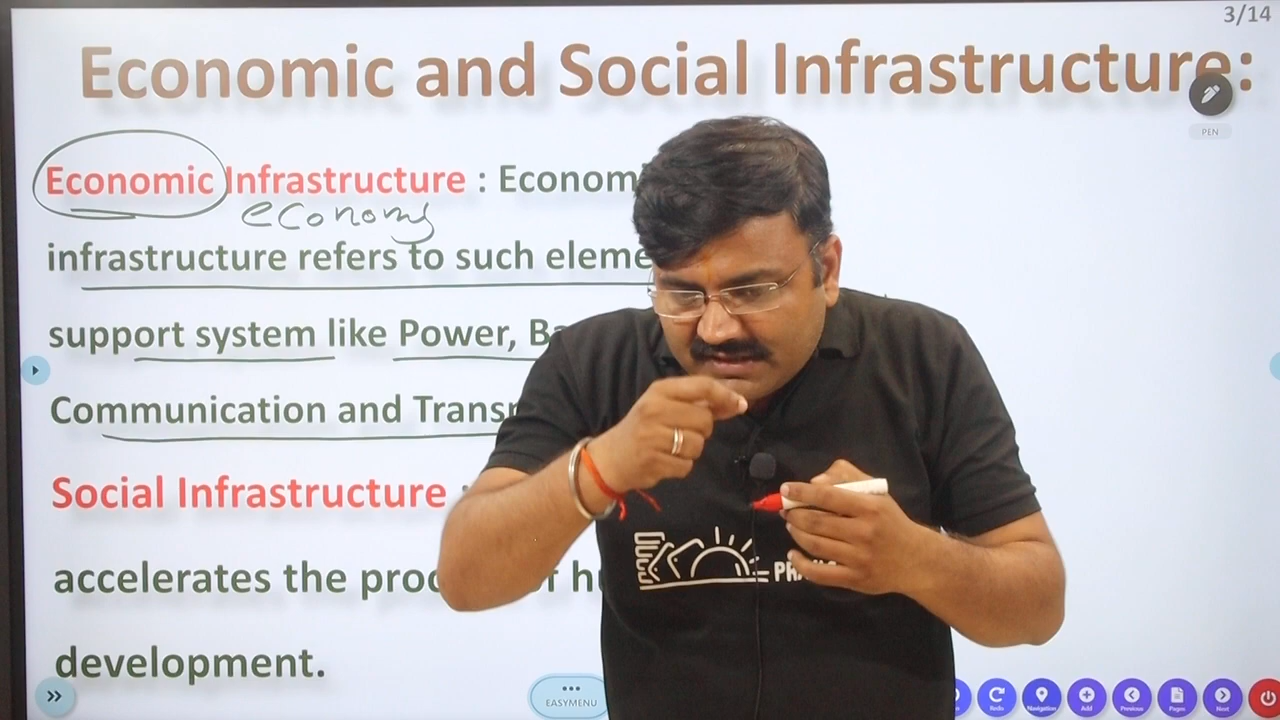 3/14
Economic and Social Infrastructure:
PEN
Economic Infrastructure : Econom
economy
infrastructure refers to such eleme
support system like Power, Ba
Communication and Trans
Social Infrastructure :
accelerates the proc f hu
development.
EASYMENU
Redo Navigation Add Previous Pages Next